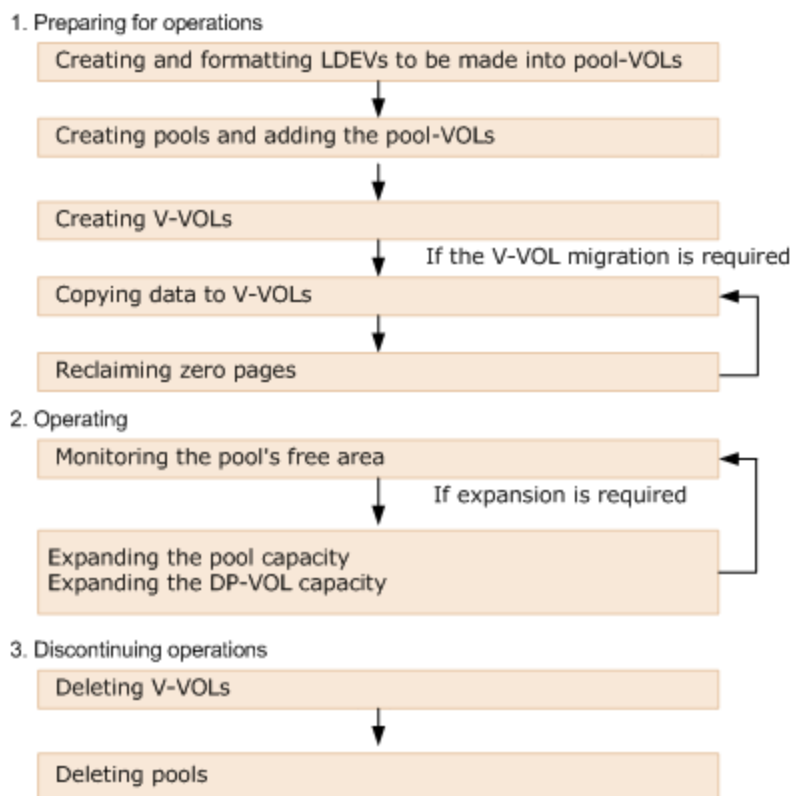 1. Preparing for operations
Creating and formatting LDEVs to be made into pool-VOLs
Creating pools and adding the pool-VOLs
Creating V-VOLs
If the V-VOL migration is required
Copying data to V-VOLs
Reclaiming zero pages
2. Operating
Monitoring the pool's free area
If expansion is required
Expanding the pool capacity
Expanding the DP-VOL capacity
3. Discontinuing operations
Deleting V-VOLs
Deleting pools